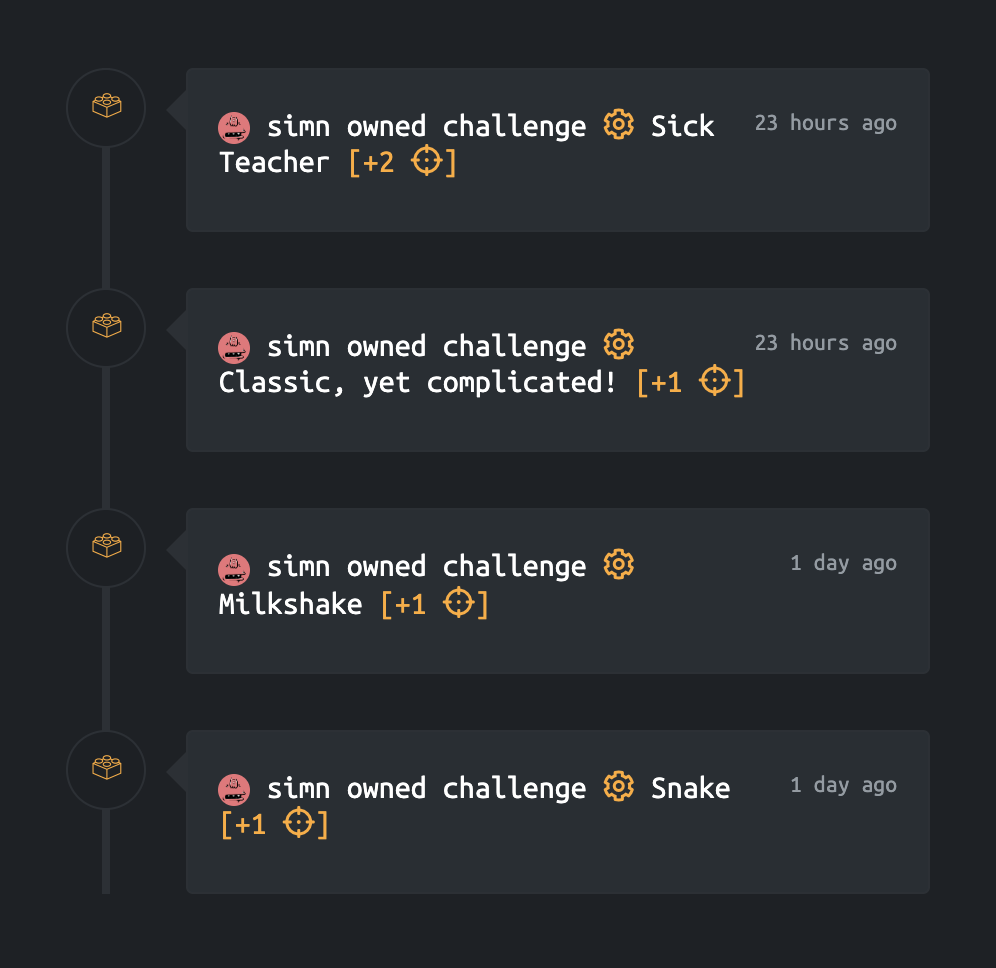 simn owned challenge Sick
Teacher [+2 ]
23 hours ago
simn owned challenge
Classic, yet complicated! [+1 ]
23 hours ago
simn owned challenge
Milkshake [+1 ]
1 day ago
simn owned challenge Snake
[+1 ]
1 day ago